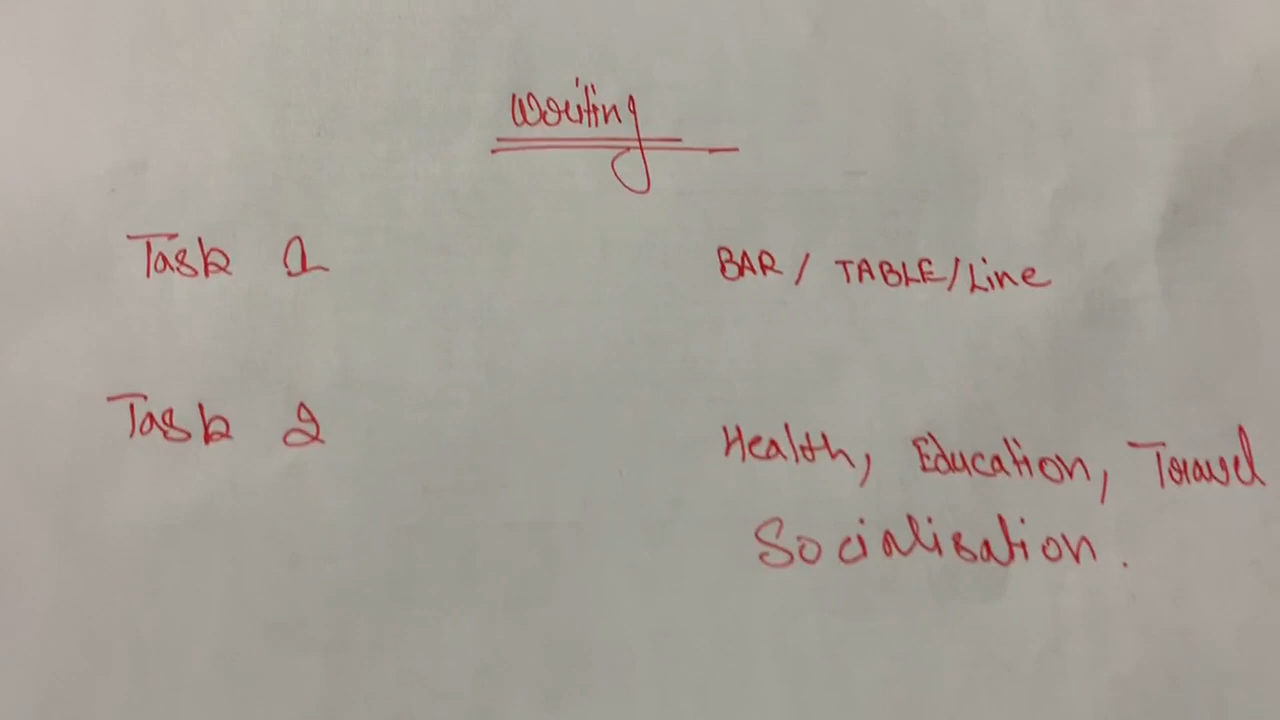 Writing
Task 1 BAR / TABLE / Line
Task 2 Health, Education, Travel
Socialisation.